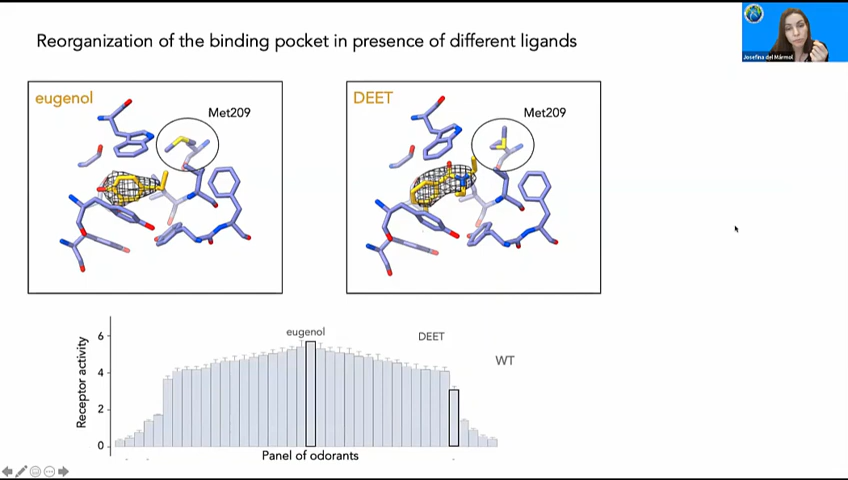 Reorganization of the binding pocket in presence of different ligands
Josefina del Mármol
eugenol
Met209
DEET
Met209
eugenol
DEET
WT
Receptor activity
6
4
2
0
Panel of odorants